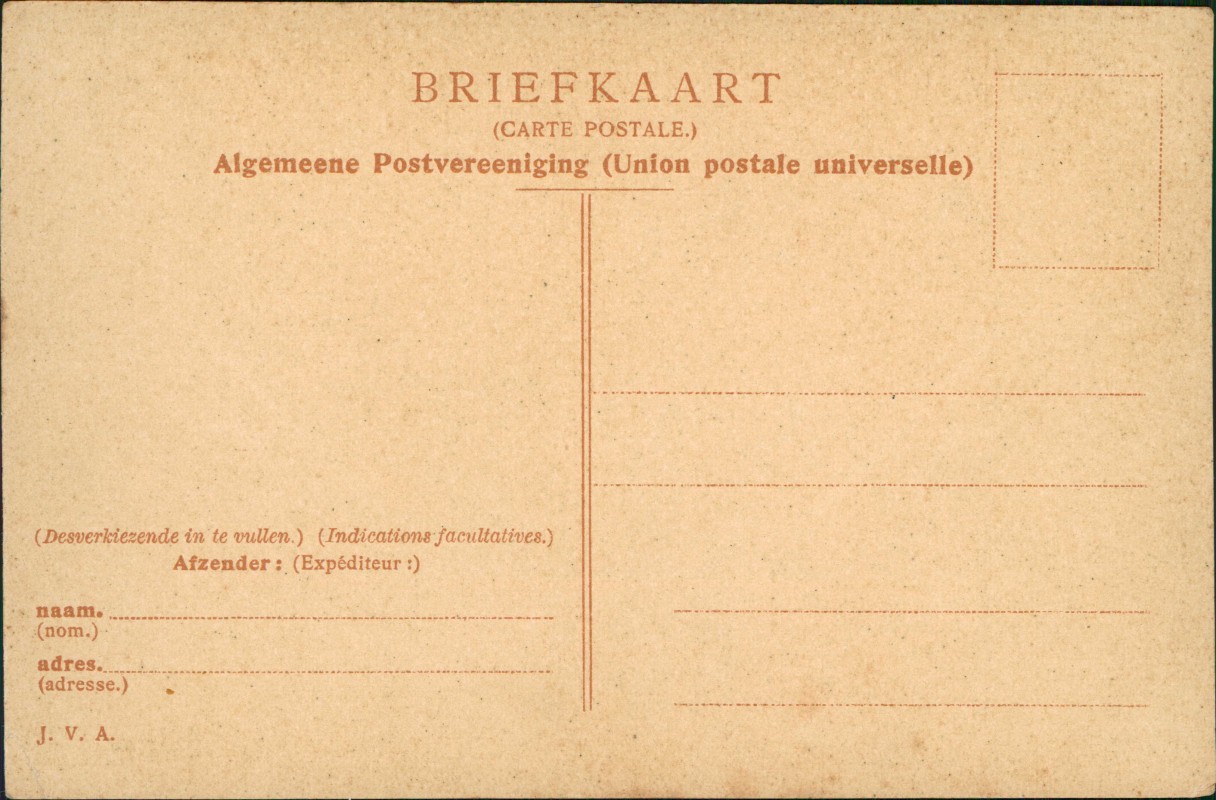 BRIEFKAART
(CARTE POSTALE.)
Algemeene Postvereeniging (Union postale universelle)
(Desverkiezende in te vullen.) (Indications facultatives.)
Afzender: (Expéditeur:)
naam.
(nom.)
adres.
(adresse.)
J. V. A.